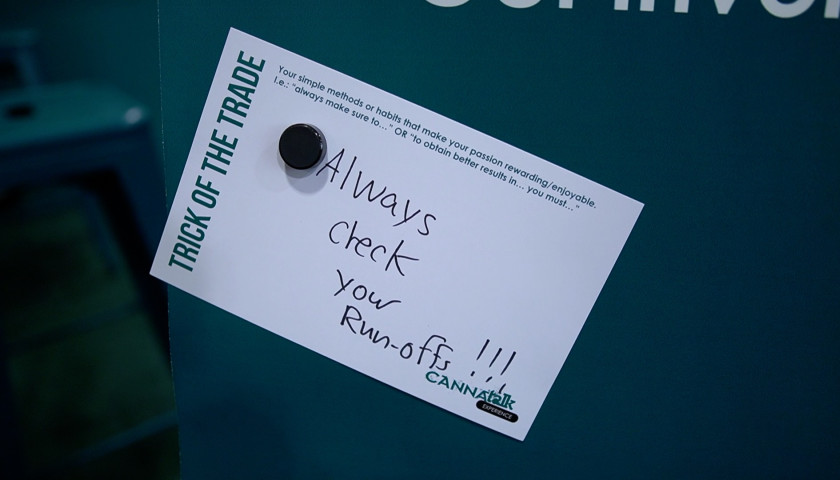 TRICK OF THE TRADE
Your simple methods or habits that make your passion rewarding/enjoyable.
I.e.: "always make sure to..." OR "to obtain better results in... you must..."
Always
check
your
Run-offs !!!
CANNAtalk
EXPERIENCE